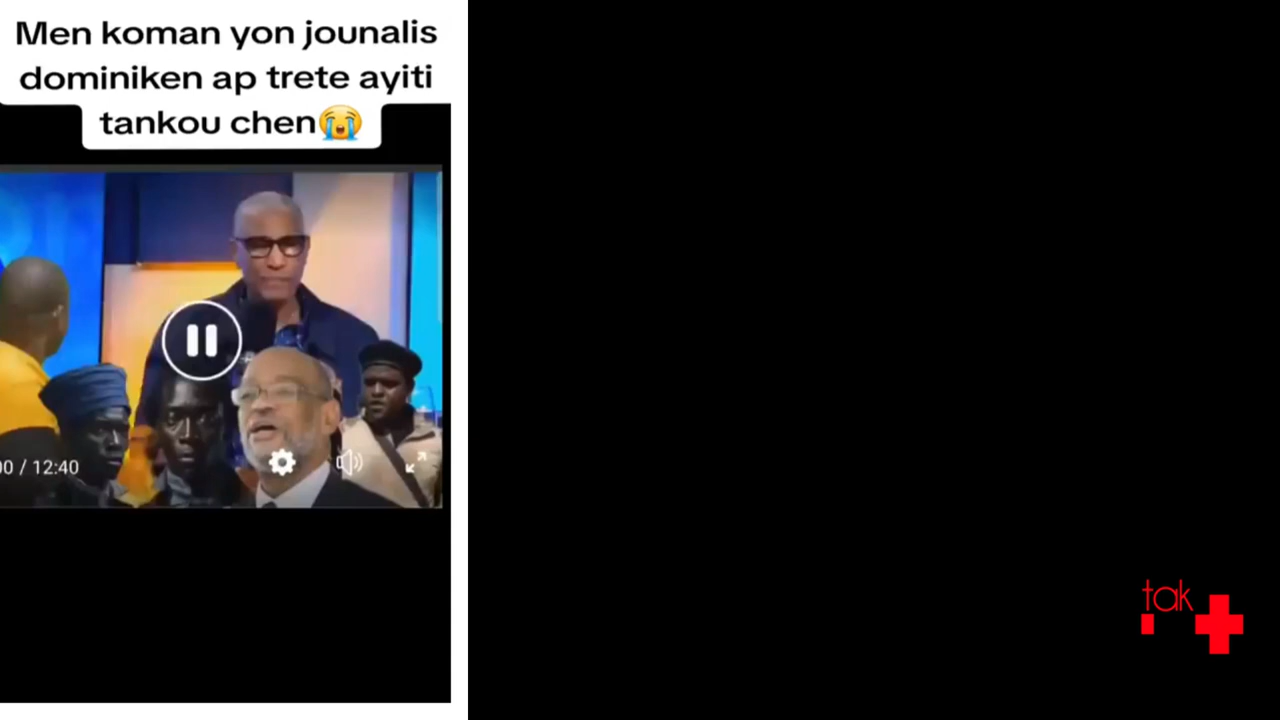 Men koman yon jounalis
dominiken ap trete ayiti
tankou chen😭
00 / 12:40
tak